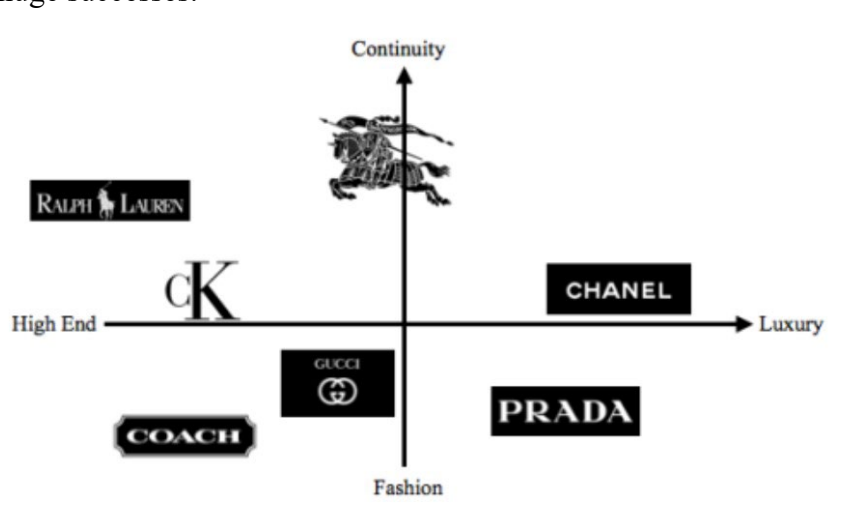 Continuity
RALPH LAUREN
CK
CHANEL
High End
Luxury
GUCCI
PRADA
COACH
Fashion